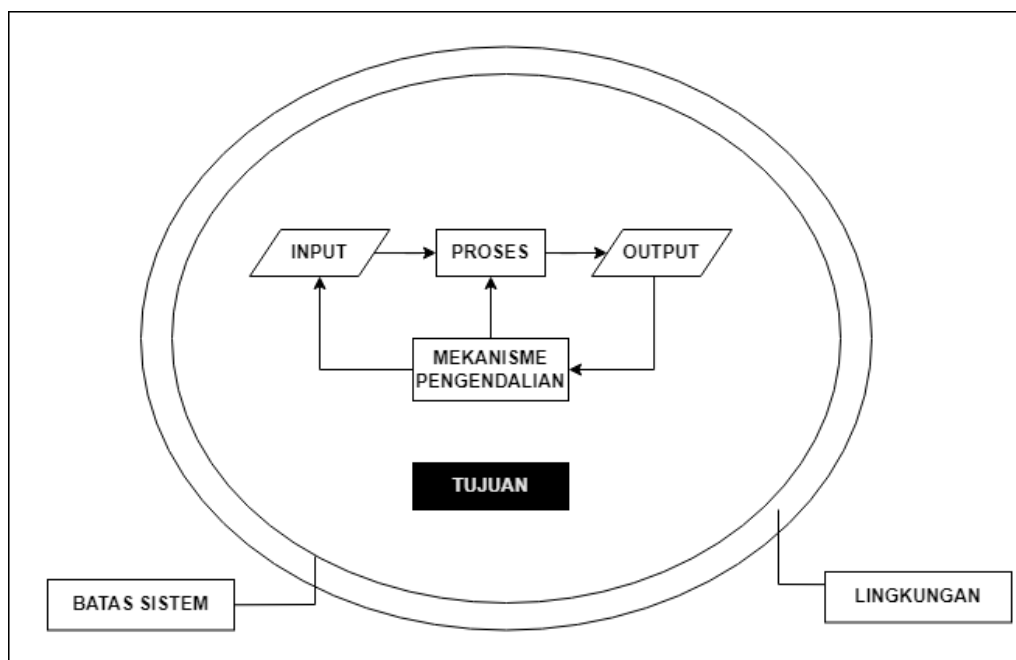 INPUT
PROSES
OUTPUT
MEKANISME
PENGENDALIAN
TUJUAN
BATAS SISTEM
LINGKUNGAN